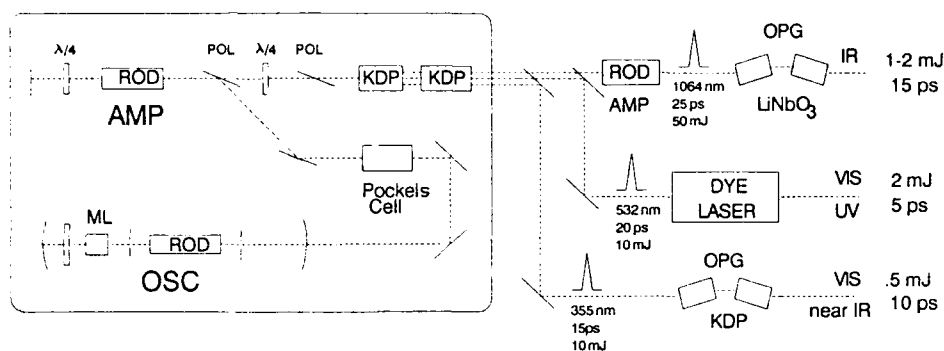 λ/4
POL
λ/4
POL
ROD
AMP
KDP
KDP
Pockels
Cell
ML
ROD
OSC
ROD
AMP
1064 nm
25 ps
50 mJ
OPG
LiNbO3
IR
1-2 mJ
15 ps
532 nm
20 ps
10 mJ
DYE
LASER
VIS
UV
2 mJ
5 ps
355 nm
15ps
10 mJ
OPG
KDP
VIS
near IR
.5 mJ
10 ps